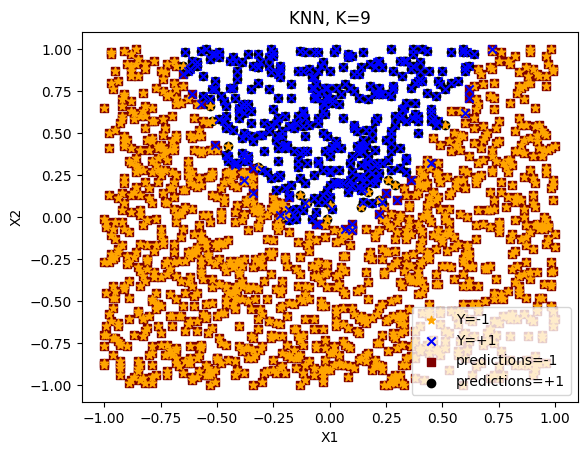 KNN, K=9
1.00
0.75
0.50
0.25
0.00
−0.25
−0.50
−0.75
−1.00
X2
Y=-1
Y=+1
predictions=-1
predictions=+1
−1.00 −0.75 −0.50 −0.25 0.00 0.25 0.50 0.75 1.00
X1